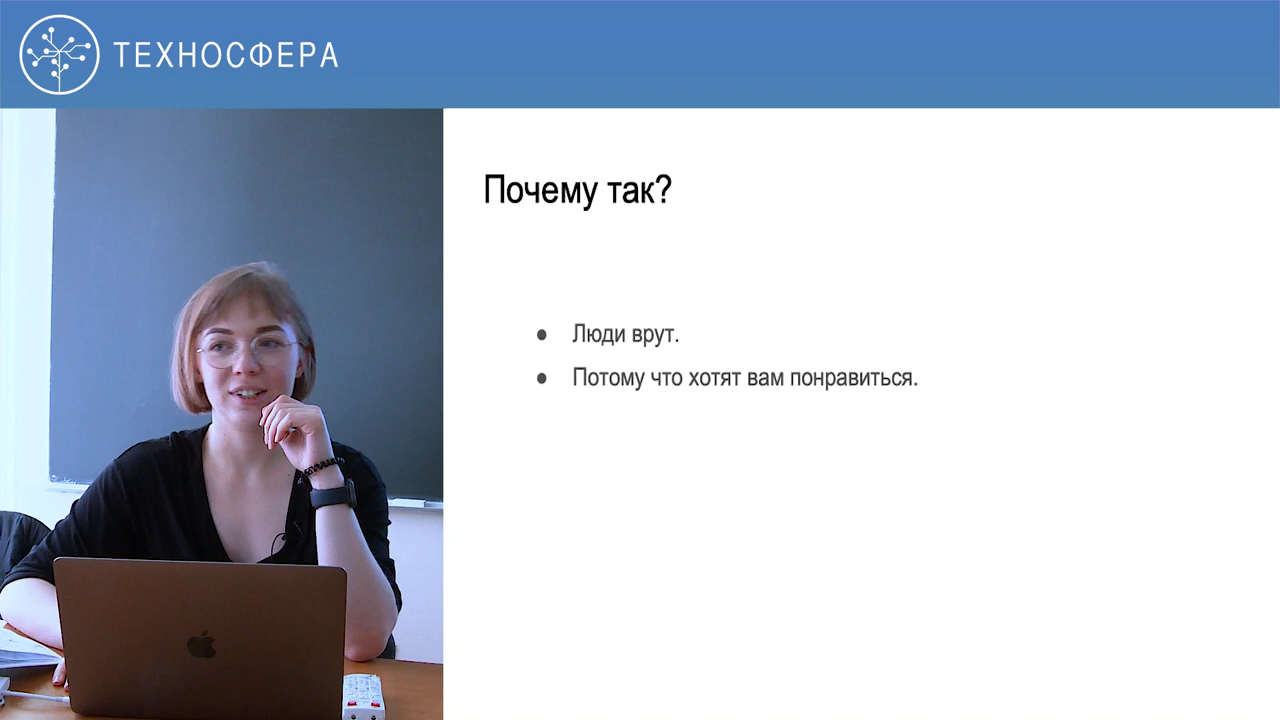 ТЕХНОСФЕРА
Почему так?
● Люди врут.
● Потому что хотят вам понравиться.